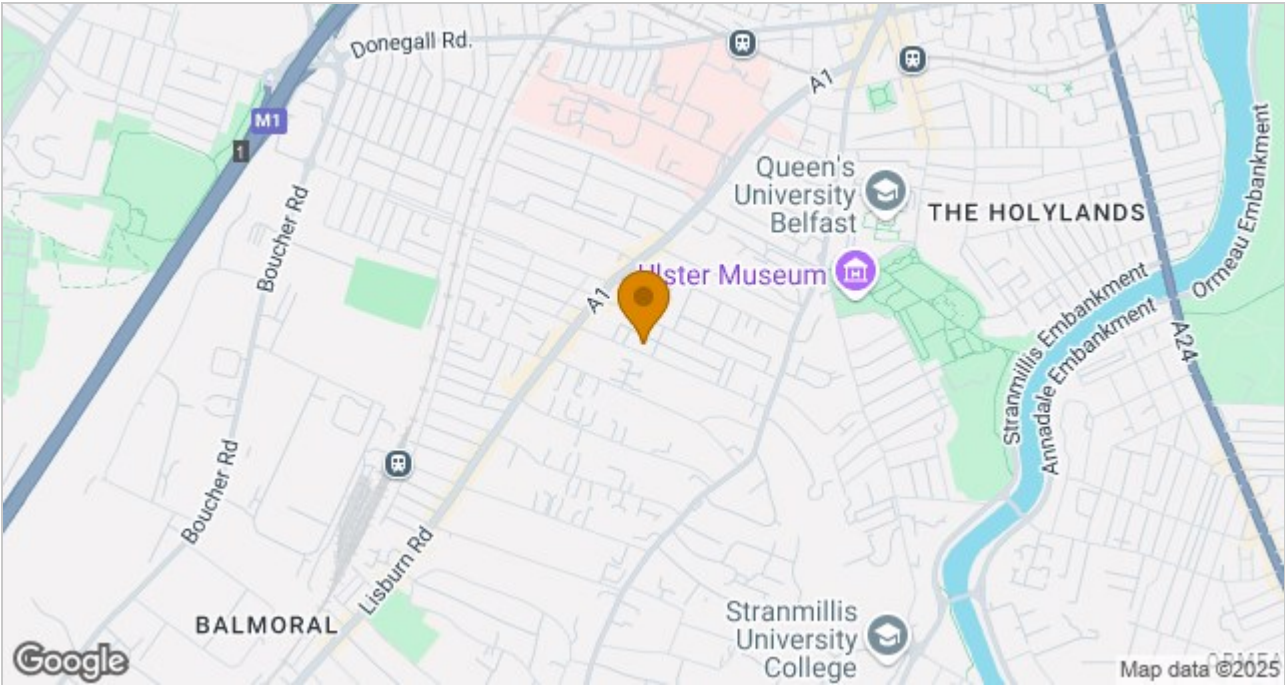 Donegall Rd.
A1
M1
1
Queen's
University
Belfast
THE HOLYLANDS
Boucher Rd
Ormeau Embankment
Ulster Museum
A1
Stranmillis Embankment
Annadale Embankment
A24
Boucher Rd
Lisburn Rd
BALMORAL
Stranmillis
University
College
Google
Map data ©2025